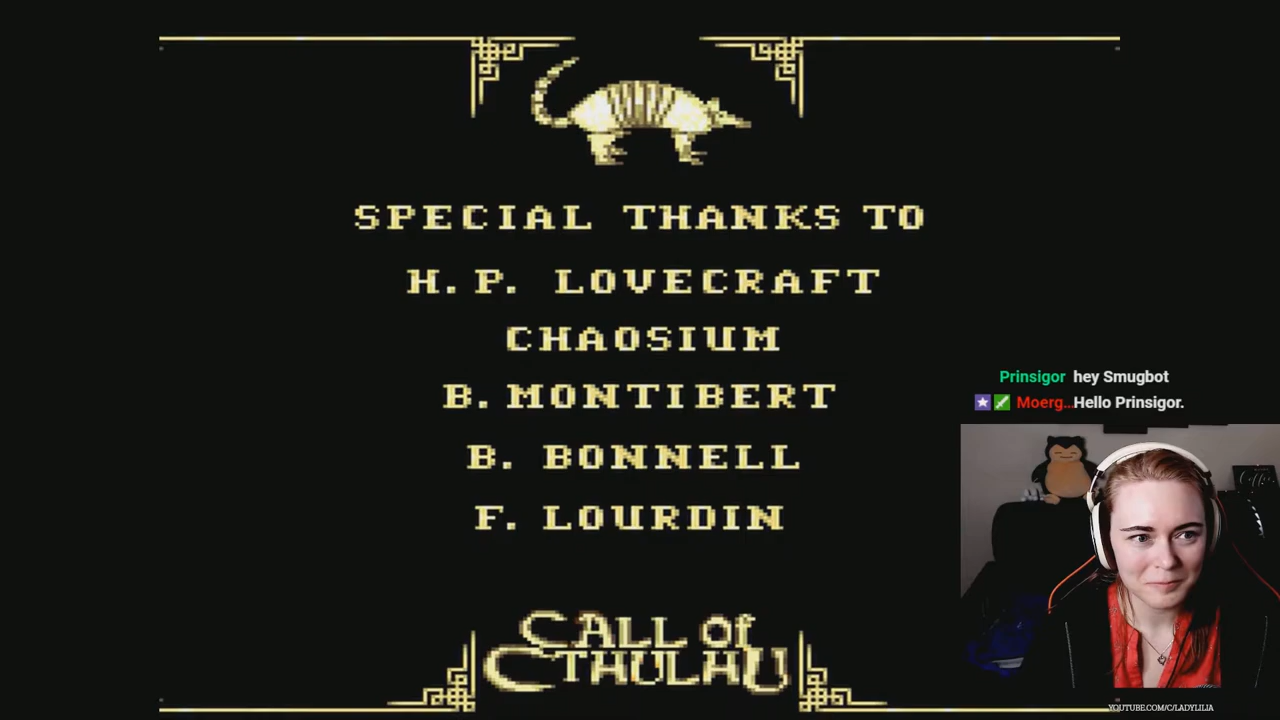 SPECIAL THANKS TO
H. P. LOVECRAFT
CHAOSIUM
B. MONTIBERT
B. BONNELL
F. LOURDIN
CALL of
CTHULHU
Prinsigor hey Smugbot
Moerg... Hello Prinsigor.
YOUTUBE.COM/C/LADYLILIA